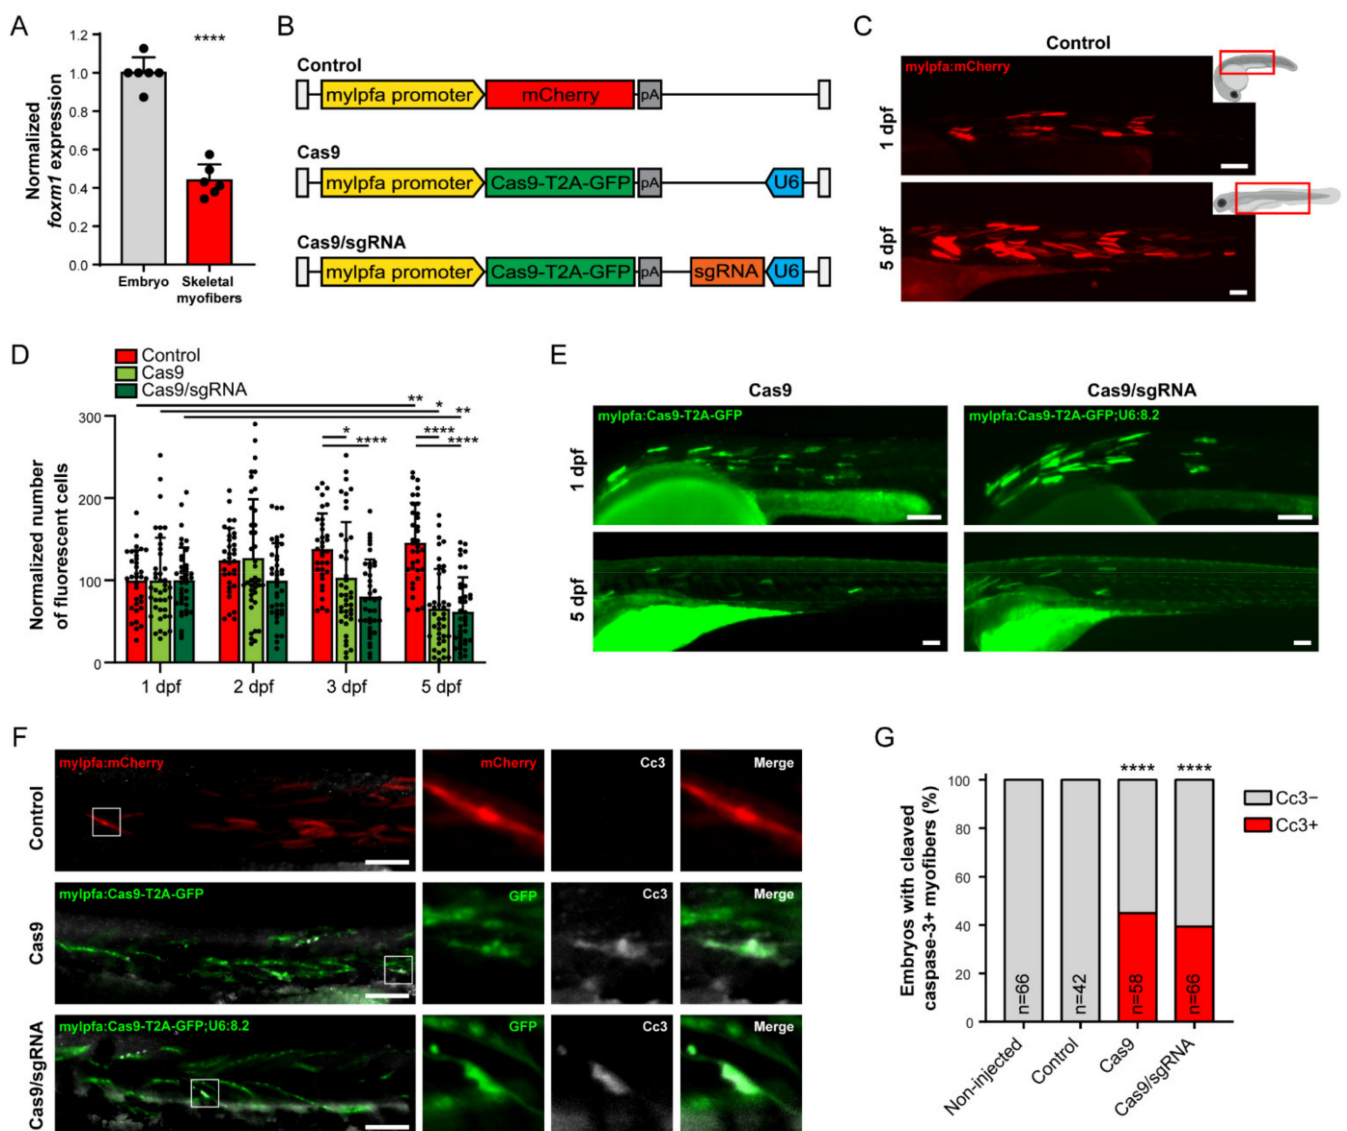 A
Normalized
foxm1 expression
1.2
1.0
0.8
0.6
0.4
0.2
0.0
****
Embryo
Skeletal
myofibers
B
Control
mylpfa promoter
mCherry
pA
Cas9
mylpfa promoter
Cas9-T2A-GFP
pA
U6
Cas9/sgRNA
mylpfa promoter
Cas9-T2A-GFP
pA
sgRNA
U6
C
Control
mylpfa:mCherry
1 dpf
5 dpf
D
Control
Cas9
Cas9/sgRNA
Normalized number
of fluorescent cells
300
200
100
0
**
*
**
*
****
****
****
1 dpf
2 dpf
3 dpf
5 dpf
E
Cas9
Cas9/sgRNA
mylpfa:Cas9-T2A-GFP
mylpfa:Cas9-T2A-GFP;U6:8.2
1 dpf
5 dpf
F
Control
mylpfa:mCherry
mCherry
Cc3
Merge
Cas9
mylpfa:Cas9-T2A-GFP
GFP
Cc3
Merge
Cas9/sgRNA
mylpfa:Cas9-T2A-GFP;U6:8.2
GFP
Cc3
Merge
G
Embryos with cleaved
caspase-3+ myofibers (%)
100
80
60
40
20
0
****
****
n=66
n=42
n=58
n=66
Non-injected
Control
Cas9
Cas9/sgRNA
Cc3−
Cc3+